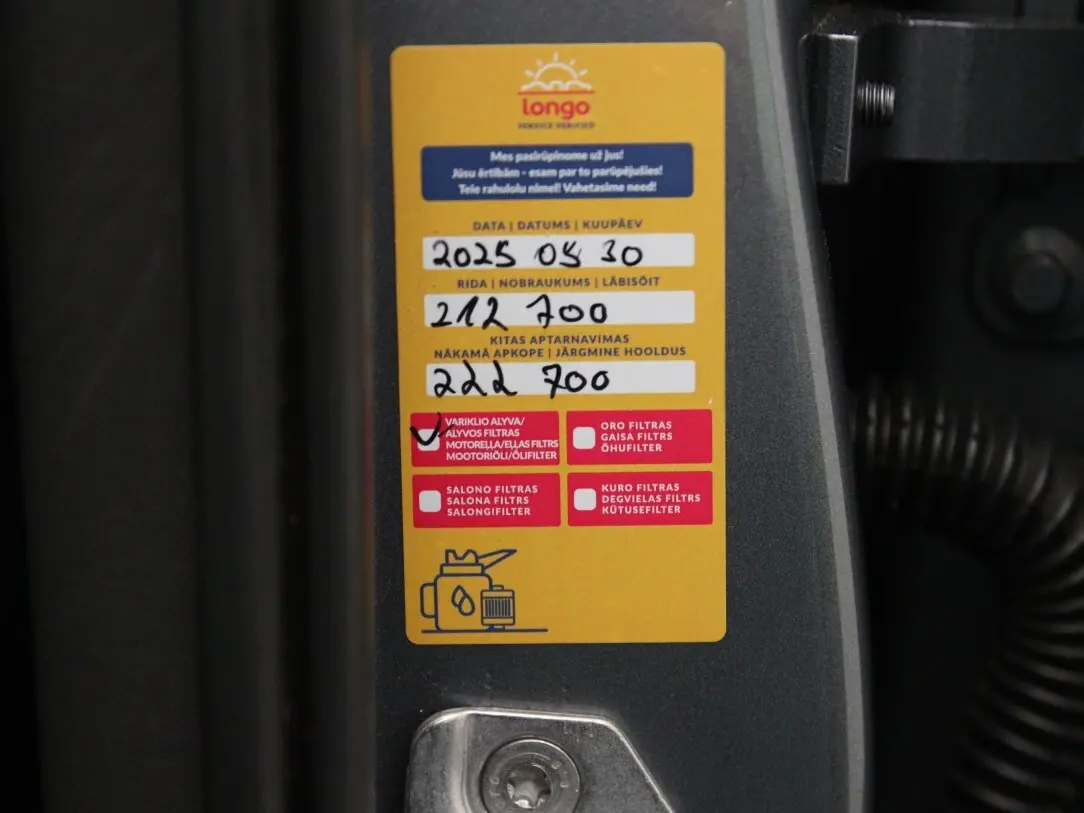 longo
Mes pasirūpinome už jus!
Jūsu ērtībām - esam par to parūpējušies!
Teie rahulolu nimel! Vahetasime need!
DATA | DATUMS | KUUPÄEV
2025 05 30
RIDA | NOBRAUKUMS | LÄBISÕIT
212 700
KITAS APTARNAVIMAS
NĀKAMĀ APKOPE | JÄRGMINE HOOLDUS
222 700
VARIKLIO ALYVA/
ALYVOS FILTRAS
MOTOREĻĻA/EĻĻAS FILTRS
MOOTORIÕLI/ÕLIFILTER
ORO FILTRAS
GAISA FILTRS
ÕHUFILTER
SALONO FILTRAS
SALONA FILTRS
SALONGIFILTER
KURO FILTRAS
DEGVIELAS FILTRS
KÜTUSEFILTER